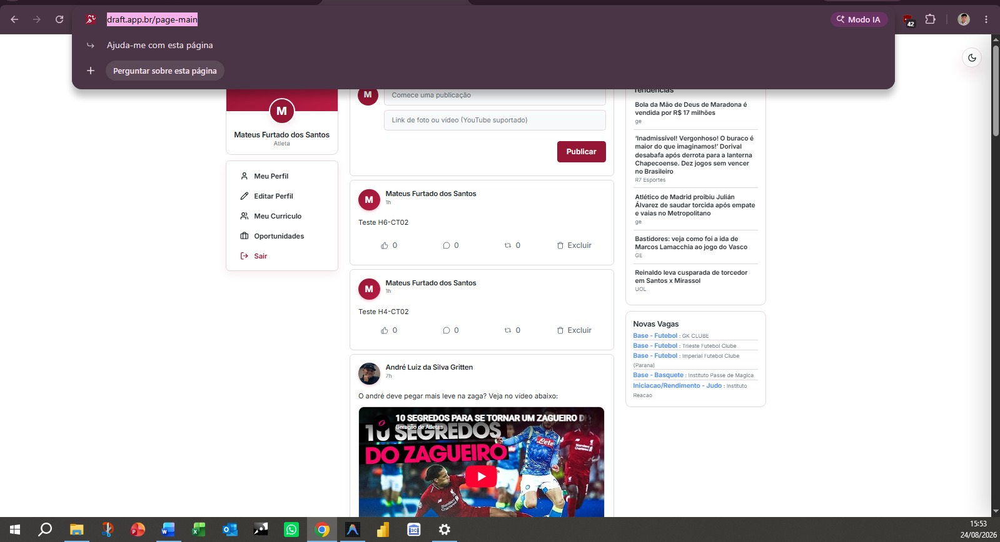 draft.app.br/page-main
Modo IA
42
Ajuda-me com esta página
Perguntar sobre esta página
M
Mateus Furtado dos Santos
Atleta
Meu Perfil
Editar Perfil
Meu Curriculo
Oportunidades
Sair
M
Comece uma publicação
Link de foto ou vídeo (YouTube suportado)
Publicar
M
Mateus Furtado dos Santos
1h
Teste H6-CT02
0
0
0
Excluir
M
Mateus Furtado dos Santos
1h
Teste H4-CT02
0
0
0
Excluir
André Luiz da Silva Gritten
7h
O andré deve pegar mais leve na zaga? Veja no vídeo abaixo:
10 SEGREDOS PARA SE TORNAR UM ZAGUEIRO D
Geração de Atletas
10 SEGREDOS
DO ZAGUEIRO
Lete
Standard
Chartered
Tendências
Bola da Mão de Deus de Maradona é
vendida por R$ 17 milhões
ge
‘Inadmissível! Vergonhoso! O buraco é
maior do que imaginamos!’ Dorival
desabafa após derrota para a lanterna
Chapecoense. Dez jogos sem vencer
no Brasileiro
R7 Esportes
Atlético de Madrid proibiu Julián
Álvarez de saudar torcida após empate
e vaias no Metropolitano
ge
Bastidores: veja como foi a ida de
Marcos Lamacchia ao jogo do Vasco
GE
Reinaldo leva cusparada de torcedor
em Santos x Mirassol
UOL
Novas Vagas
Base - Futebol : GK CLUBE
Base - Futebol : Trieste Futebol Clube
Base - Futebol : Imperial Futebol Clube
(Parana)
Base - Basquete : Instituto Passe de Magica
Iniciacao/Rendimento - Judo : Instituto
Reacao
15:53
24/08/2026